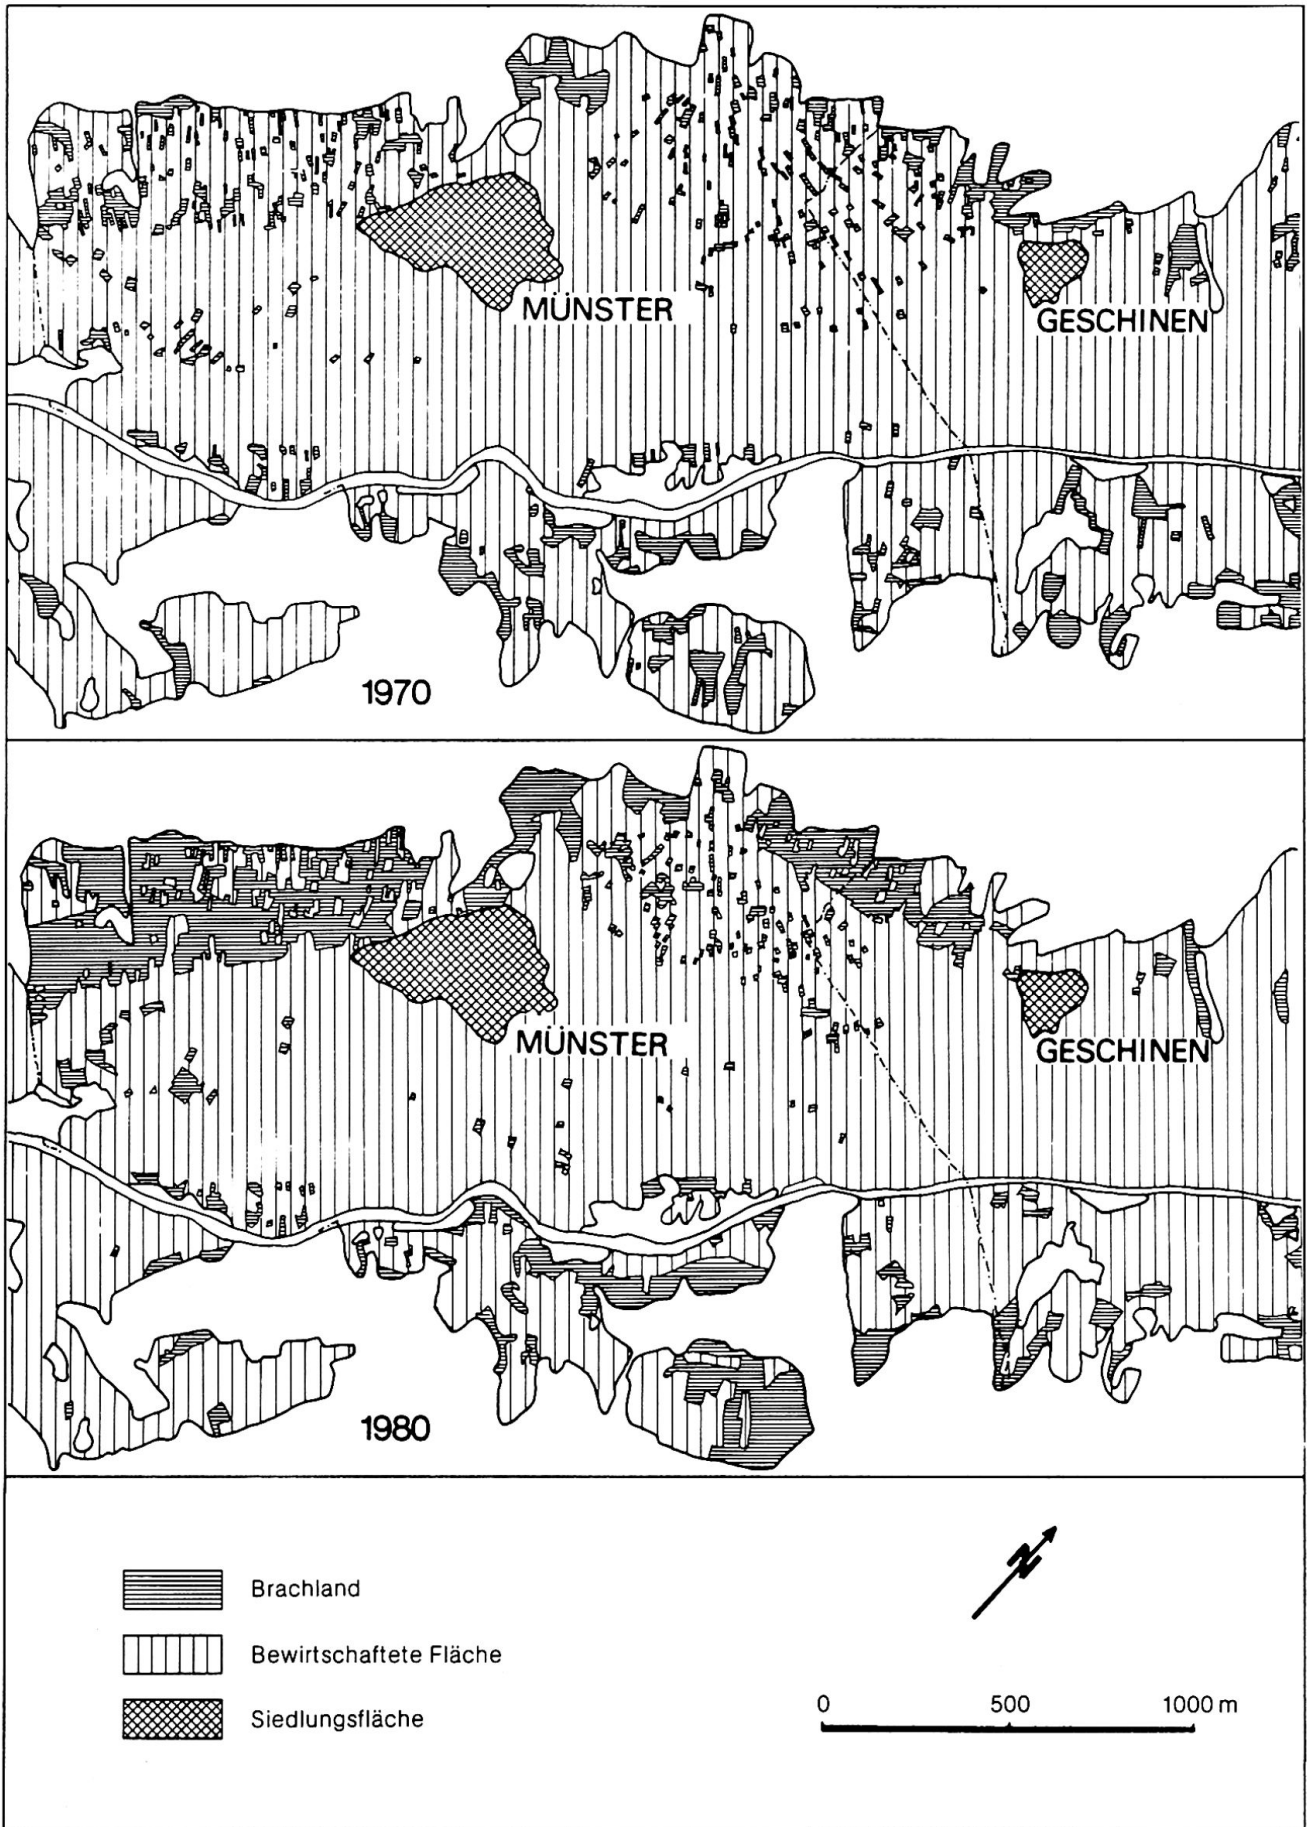 MÜNSTER
GESCHINEN
1970
MÜNSTER
GESCHINEN
1980
N
Brachland
Bewirtschaftete Fläche
Siedlungsfläche
0 500 1000 m